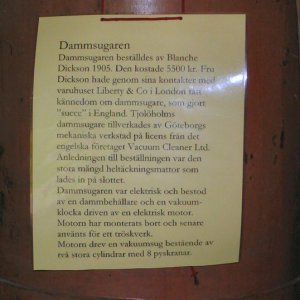 Dammsugaren
Dammsugaren beställdes av Blanche
Dickson 1905. Den kostade 5500 kr. Fru
Dickson hade genom sina kontakter med
varuhuset Liberty & Co i London fått
kännedom om dammsugare, som gjort
"succe" i England. Tjolöholms
dammsugare tillverkades av Göteborgs
mekaniska verkstad på licens från det
engelska företaget Vacuum Cleaner Ltd.
Anledningen till beställningen var den
stora mängd heltäckningsmattor som
lades in på slottet.
Dammsugaren var elektrisk och bestod
av en dammbehållare och en vakuum-
klocka driven av en elektrisk motor.
Motorn har monterats bort och senare
använts för ett tröskverk.
Motorn drev en vakuumsug bestående av
två stora cylindrar med 8 pyskranar.